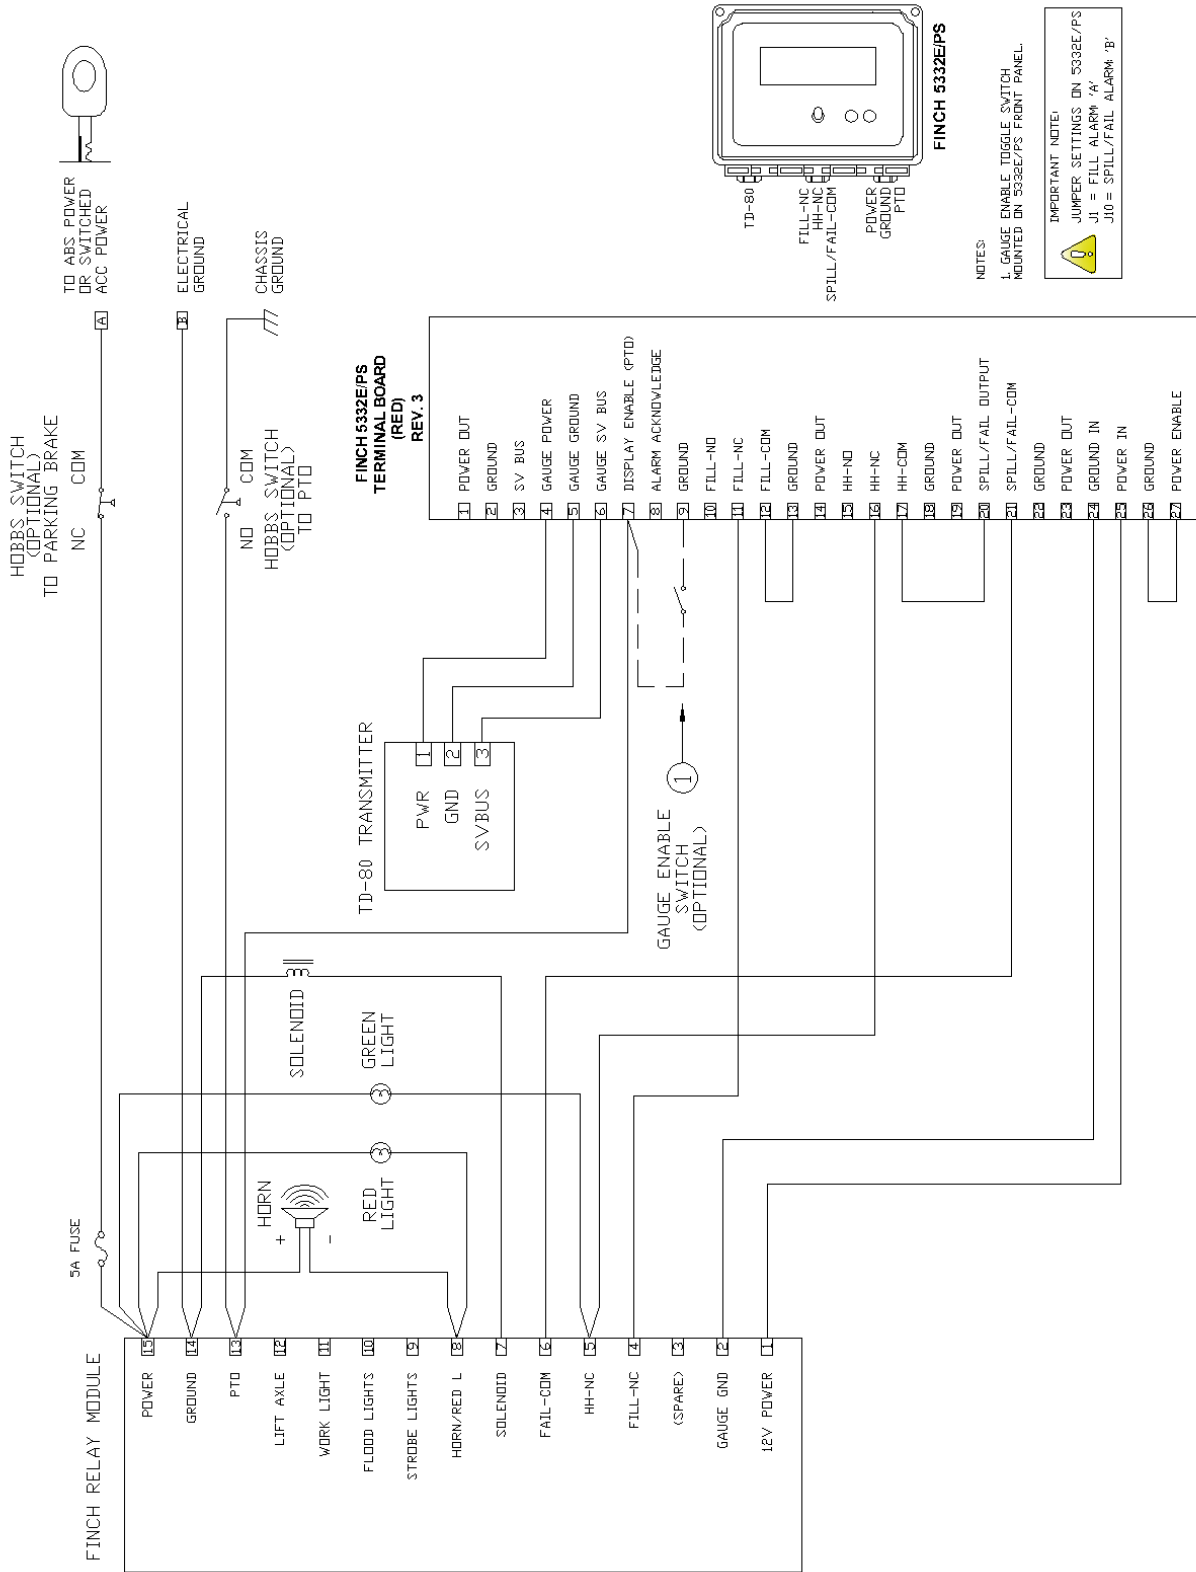 HOBBS SWITCH
(OPTIONAL)
TO PARKING BRAKE
NC COM
5A FUSE
A
TO ABS POWER
OR SWITCHED
ACC POWER
B
ELECTRICAL
GROUND
CHASSIS
GROUND
NO COM
HOBBS SWITCH
(OPTIONAL)
TO PTO
FINCH RELAY MODULE
15 POWER
14 GROUND
13 PTO
12 LIFT AXLE
11 WORK LIGHT
10 FLOOD LIGHTS
9 STROBE LIGHTS
8 HORN/RED L
7 SOLENOID
6 FAIL-COM
5 HH-NC
4 FILL-NC
3 (SPARE)
2 GAUGE GND
1 12V POWER
HORN
+
-
RED
LIGHT
GREEN
LIGHT
SOLENOID
TD-80 TRANSMITTER
PWR 1
GND 2
SVBUS 3
GAUGE ENABLE
SWITCH
(OPTIONAL)
1
FINCH 5332E/PS
TERMINAL BOARD
(RED)
REV. 3
1 POWER OUT
2 GROUND
3 SV BUS
4 GAUGE POWER
5 GAUGE GROUND
6 GAUGE SV BUS
7 DISPLAY ENABLE (PTO)
8 ALARM ACKNOWLEDGE
9 GROUND
10 FILL-NO
11 FILL-NC
12 FILL-COM
13 GROUND
14 POWER OUT
15 HH-NO
16 HH-NC
17 HH-COM
18 GROUND
19 POWER OUT
20 SPILL/FAIL OUTPUT
21 SPILL/FAIL-COM
22 GROUND
23 POWER OUT
24 GROUND IN
25 POWER IN
26 GROUND
27 POWER ENABLE
TD-80
FILL-NC
HH-NC
SPILL/FAIL-COM
POWER
GROUND
PTO
FINCH 5332E/PS
NOTES:
1. GAUGE ENABLE TOGGLE SWITCH
MOUNTED ON 5332E/PS FRONT PANEL.
IMPORTANT NOTE:
JUMPER SETTINGS ON 5332E/PS
J1 = FILL ALARM: 'A'
J10 = SPILL/FAIL ALARM: 'B'